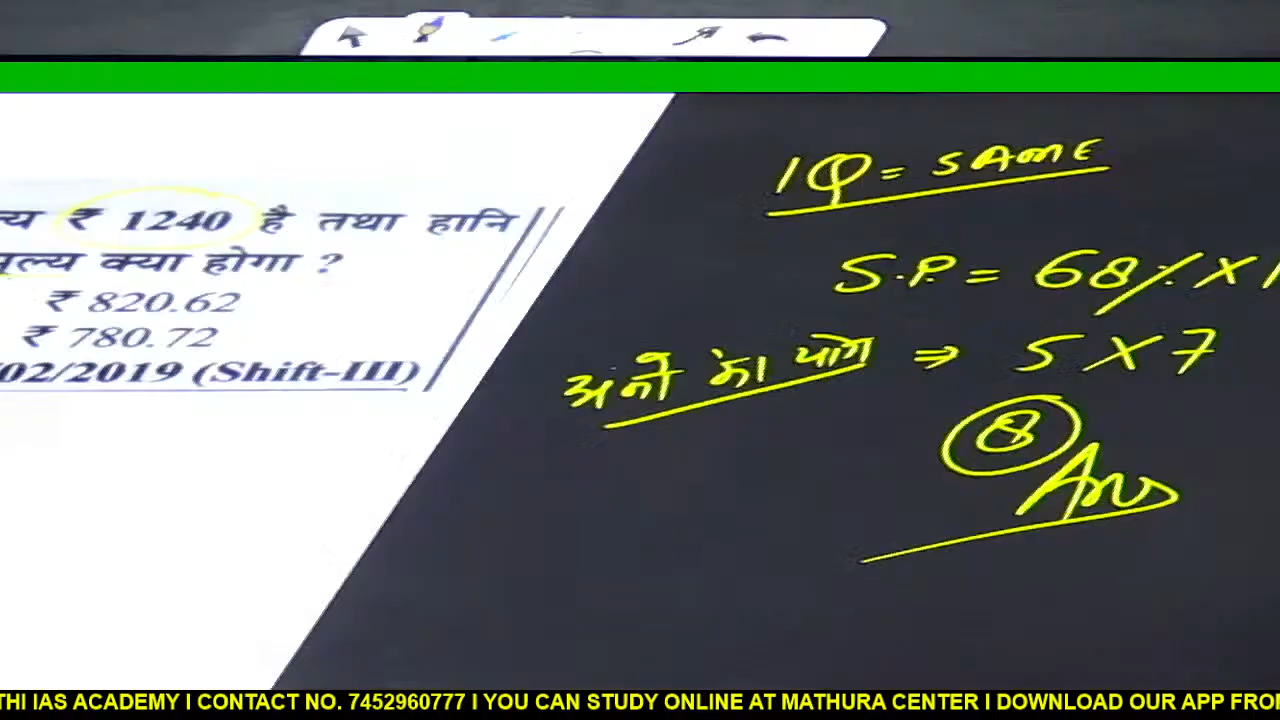 ₹ 1240 है तथा हानि
मूल्य क्या होगा ?
₹ 820.62
₹ 780.72
02/2019 (Shift-III)
1Q = SAME
S.P. = 68% X 1
अंको का योग ⇒ 5 X 7
8
Ans
THI IAS ACADEMY I CONTACT NO. 7452960777 I YOU CAN STUDY ONLINE AT MATHURA CENTER I DOWNLOAD OUR APP FRO